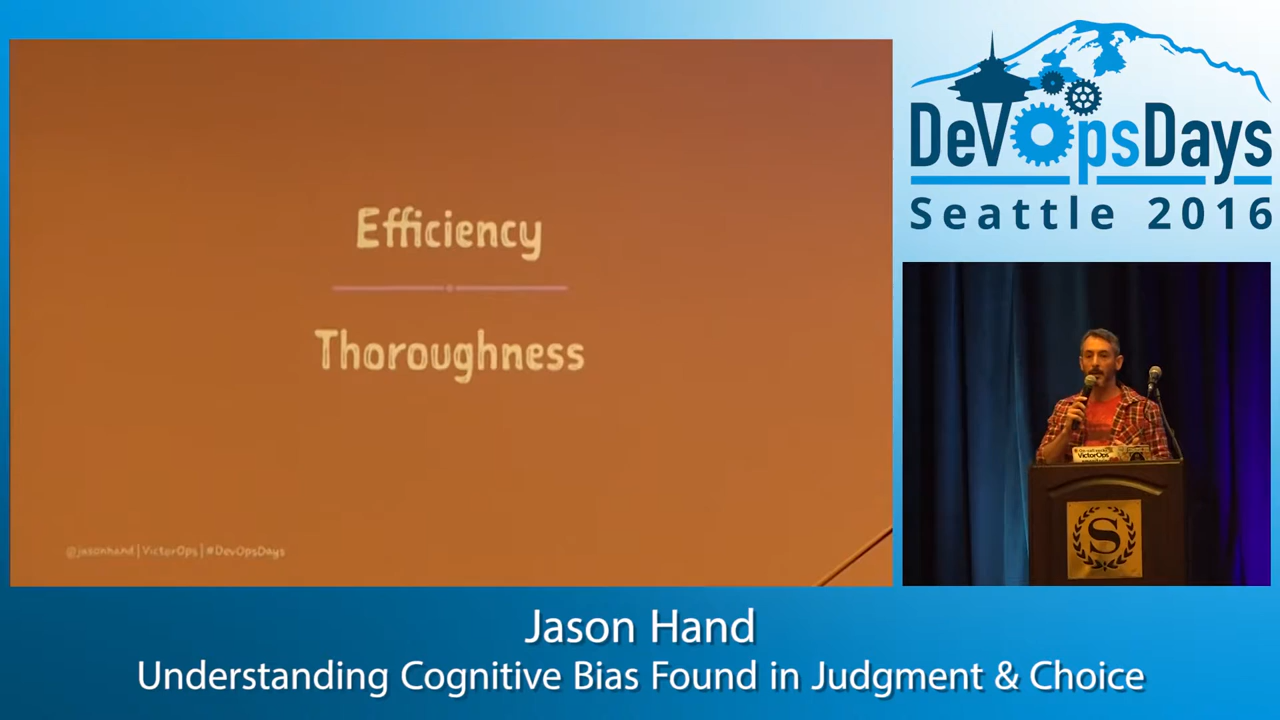 Efficiency
Thoroughness
@jasonhand | VictorOps | #DevOpsDays
DevOpsDays
Seattle 2016
VictorOps
S
Jason Hand
Understanding Cognitive Bias Found in Judgment & Choice